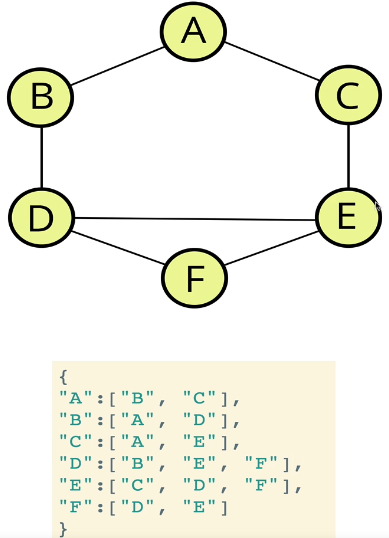 A
B
C
D
E
F
{
"A":["B", "C"],
"B":["A", "D"],
"C":["A", "E"],
"D":["B", "E", "F"],
"E":["C", "D", "F"],
"F":["D", "E"]
}